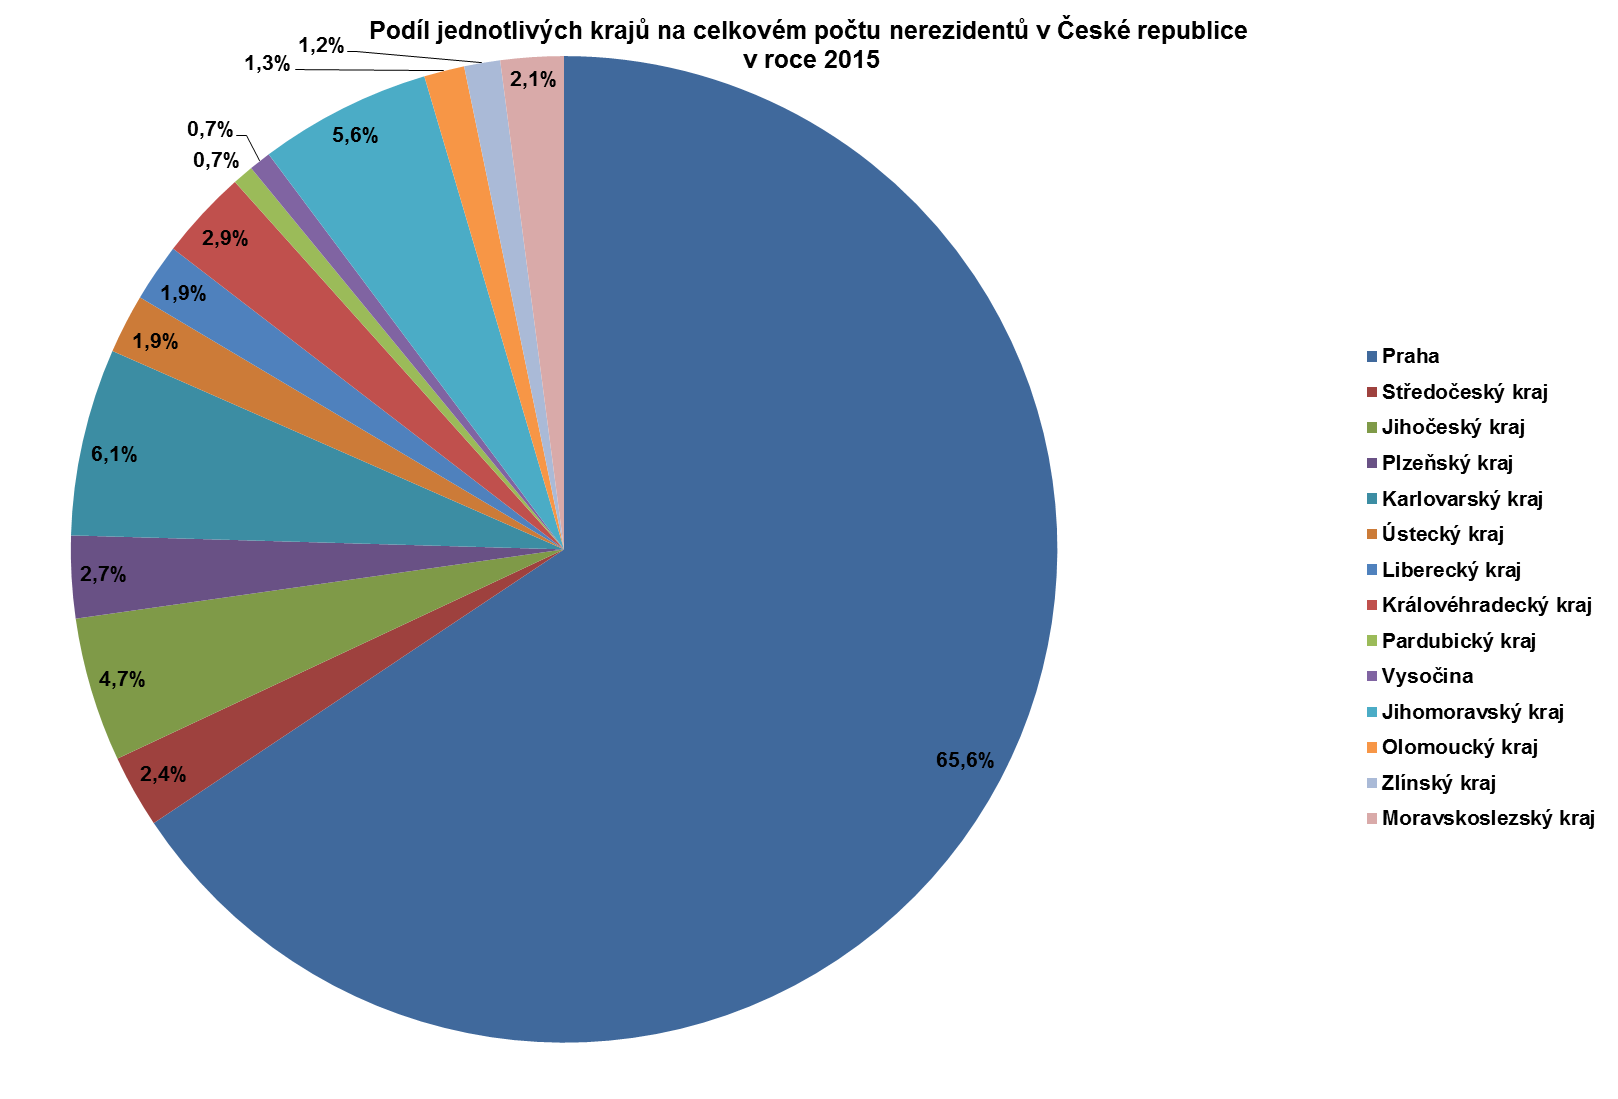 Podíl jednotlivých krajů na celkovém počtu nerezidentů v České republice
v roce 2015
1,2%
1,3%
2,1%
0,7%
5,6%
0,7%
2,9%
1,9%
1,9%
6,1%
2,7%
4,7%
2,4%
65,6%
Praha
Středočeský kraj
Jihočeský kraj
Plzeňský kraj
Karlovarský kraj
Ústecký kraj
Liberecký kraj
Královéhradecký kraj
Pardubický kraj
Vysočina
Jihomoravský kraj
Olomoucký kraj
Zlínský kraj
Moravskoslezský kraj